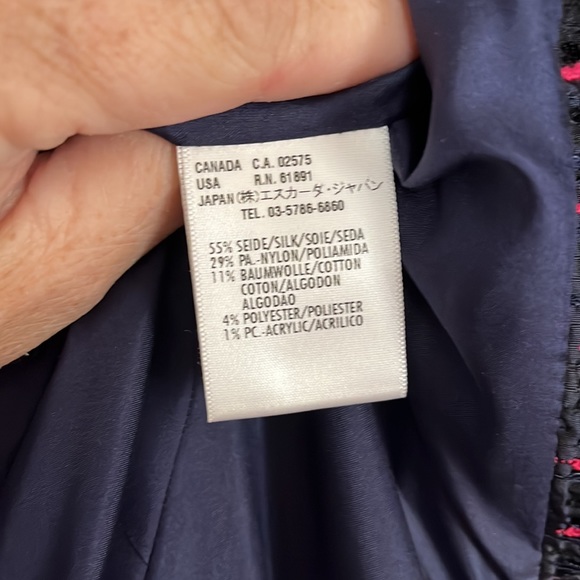 CANADA C.A. 02575
USA R.N. 81891
JAPAN (株)エスカーダ・ジャパン
TEL. 03-5786-6860
55% SEIDE/SILK/SOIE/SEDA
29% PA.-NYLON/POLIAMIDA
11% BAUMWOLLE/COTTON
COTON/ALGODON
ALGODAO
4% POLYESTER/POLIESTER
1% PC.-ACRYLIC/ACRILICO